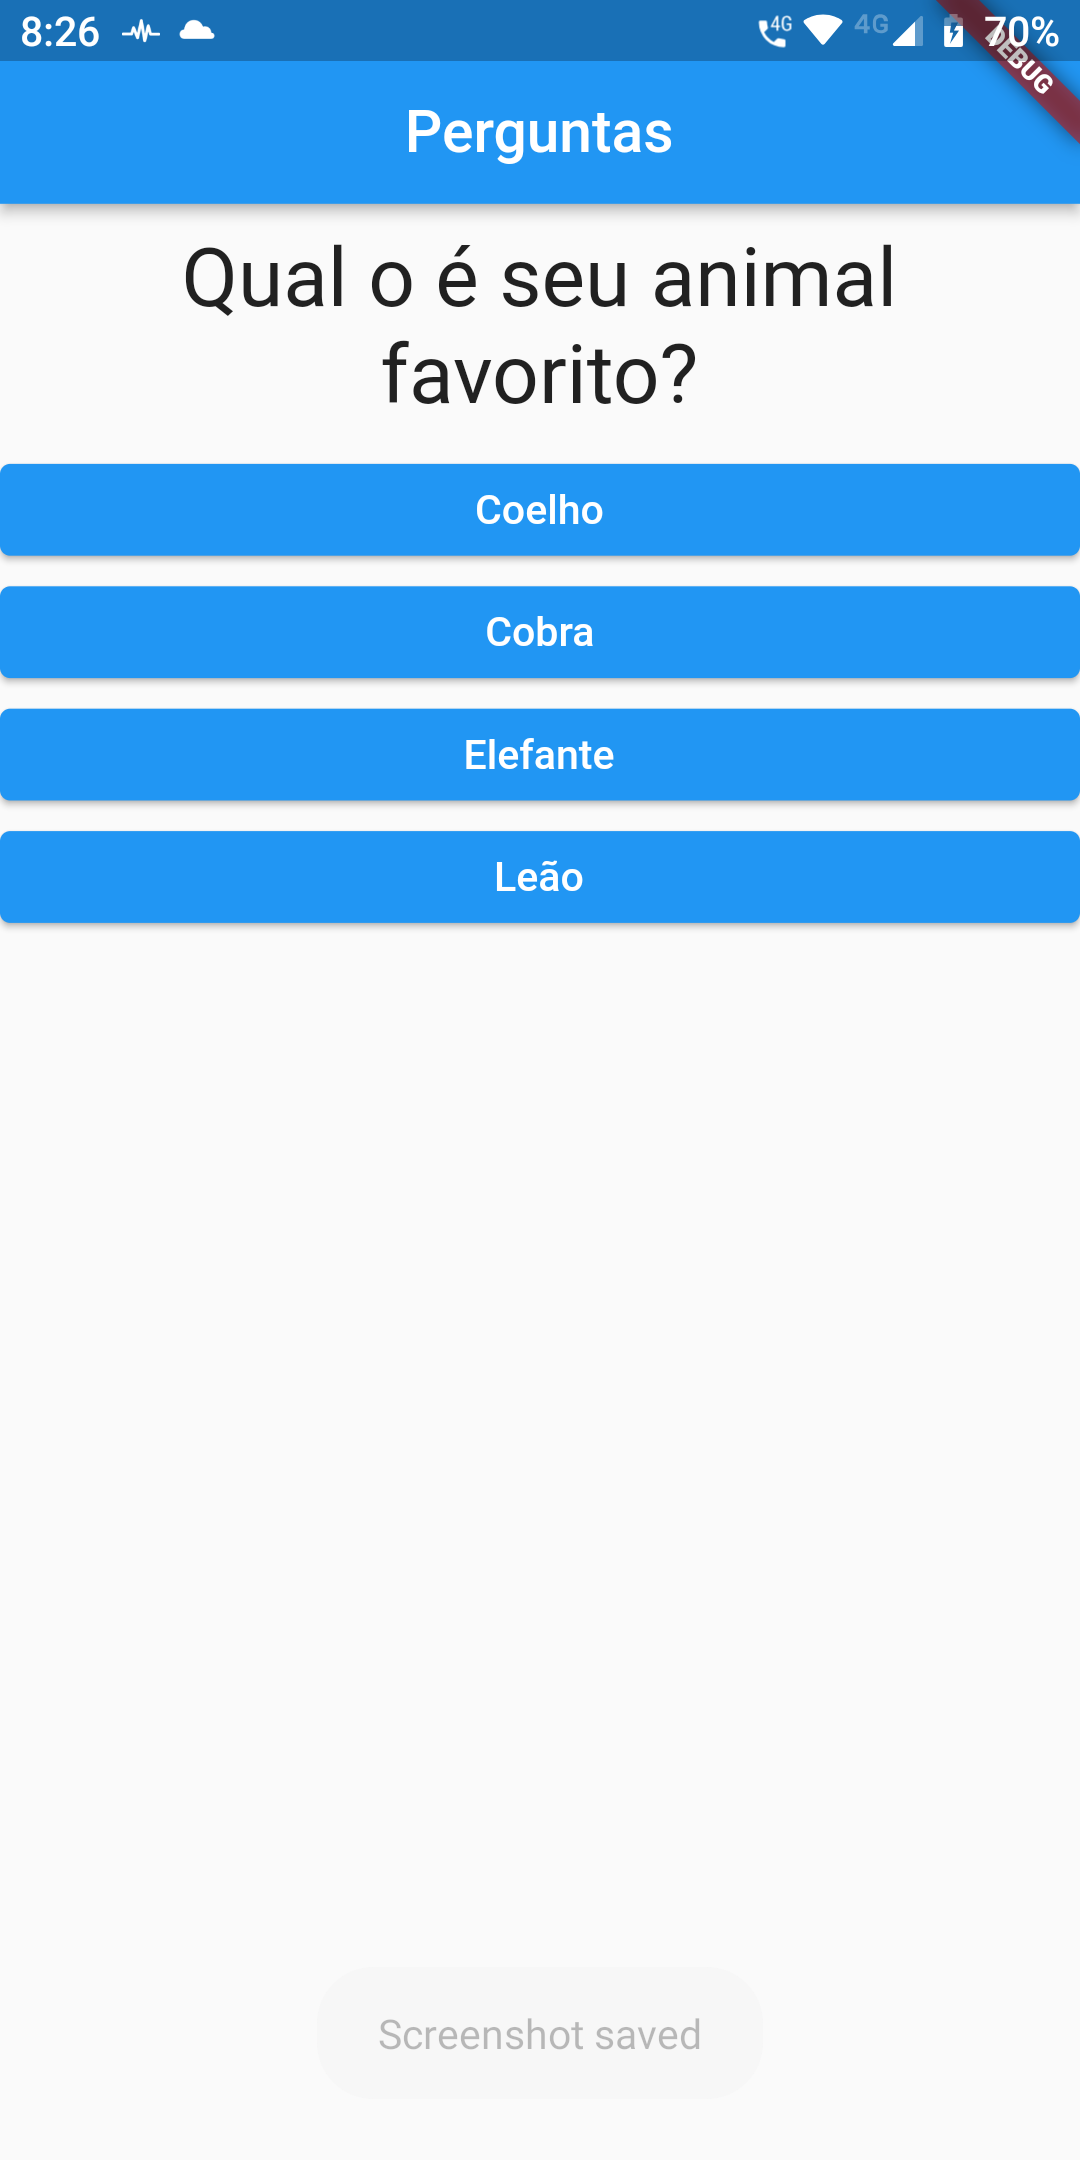 8:26 4G 4G 70%
DEBUG
Perguntas
Qual o é seu animal
favorito?
Coelho
Cobra
Elefante
Leão
Screenshot saved